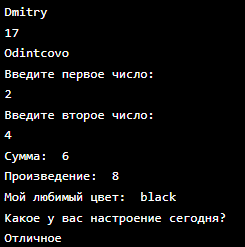 Dmitry
17
Odintcovo
Введите первое число:
2
Введите второе число:
4
Сумма:  6
Произведение:  8
Мой любимый цвет:  black
Какое у вас настроение сегодня?
Отличное